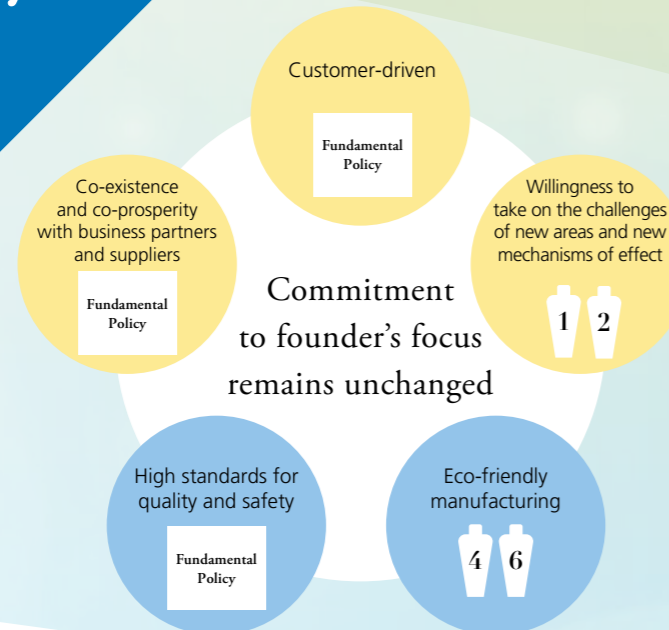 Customer-driven
Fundamental
Policy
Co-existence
and co-prosperity
with business partners
and suppliers
Fundamental
Policy
Willingness to
take on the challenges
of new areas and new
mechanisms of effect
1 2
Commitment
to founder’s focus
remains unchanged
High standards for
quality and safety
Fundamental
Policy
Eco-friendly
manufacturing
4 6